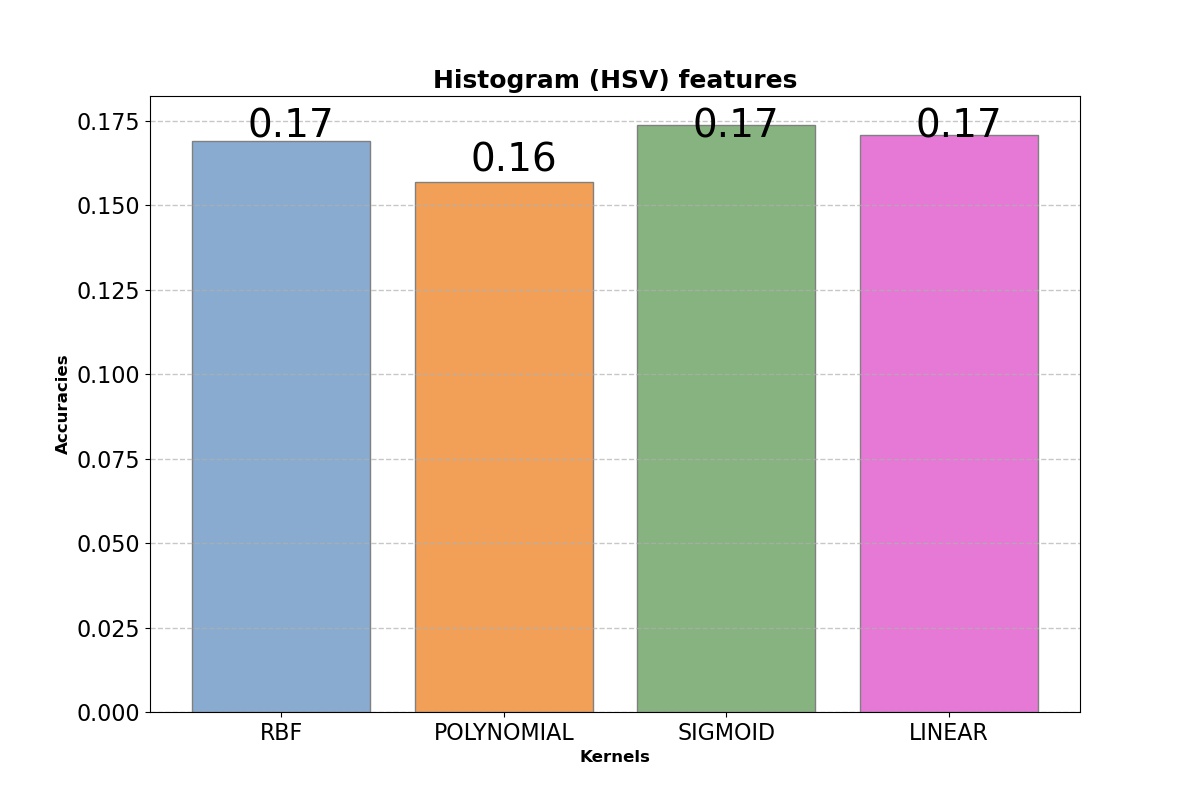 Histogram (HSV) features
0.17
0.16
0.17
0.17
0.175
0.150
0.125
0.100
0.075
0.050
0.025
0.000
Accuracies
RBF
POLYNOMIAL
SIGMOID
LINEAR
Kernels